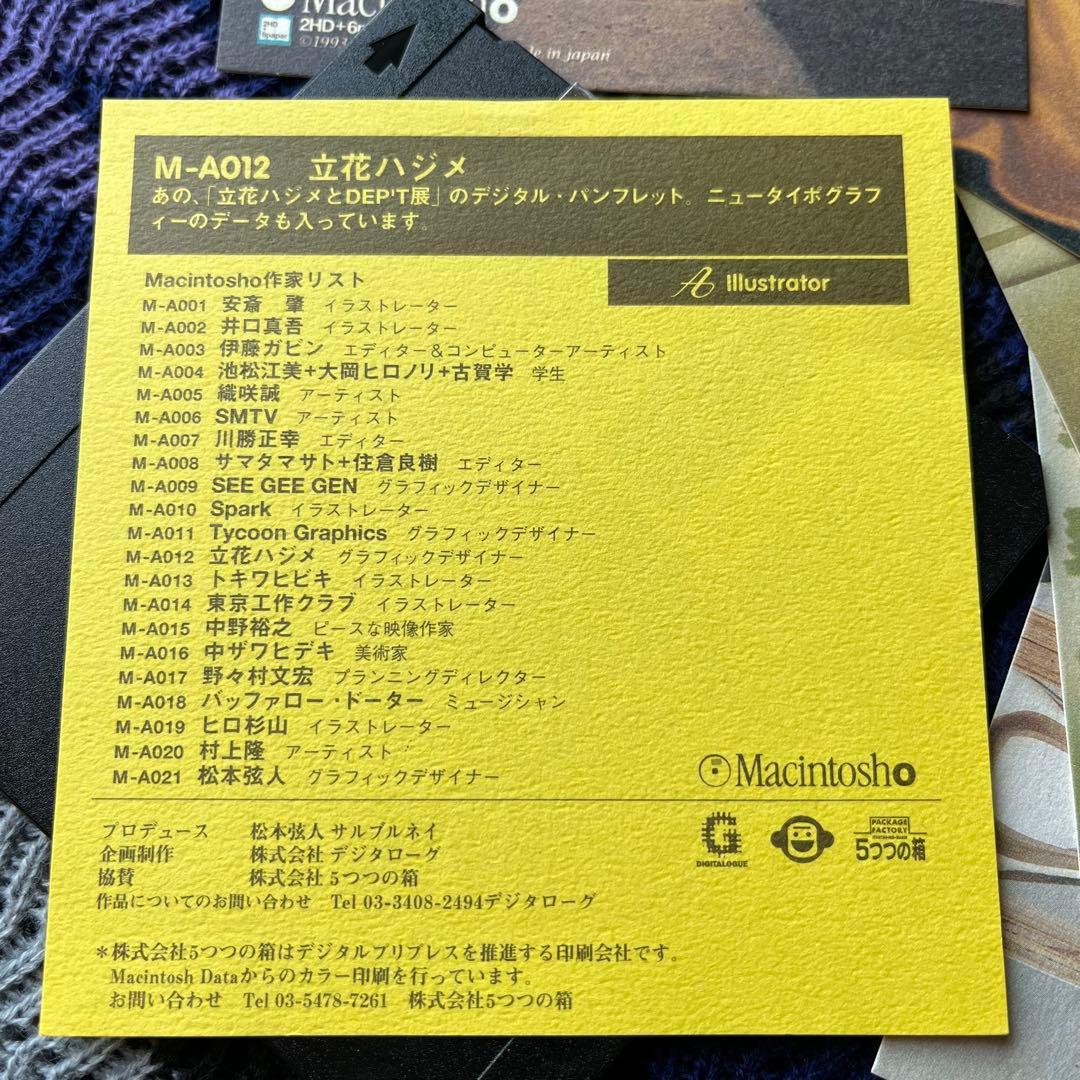 Macintosho
2HD+6p
©1993
le in japan
2HD
6paper
M-A012 立花ハジメ
あの、「立花ハジメとDEP'T展」のデジタル・パンフレット。ニュータイポグラフ
ィーのデータも入っています。
Illustrator
Macintosho作家リスト
M-A001 安斎 肇 イラストレーター
M-A002 井口真吾 イラストレーター
M-A003 伊藤ガビン エディター&コンピューターアーティスト
M-A004 池松江美+大岡ヒロノリ+古賀学 学生
M-A005 織咲誠 アーティスト
M-A006 SMTV アーティスト
M-A007 川勝正幸 エディター
M-A008 サマタマサト+住倉良樹 エディター
M-A009 SEE GEE GEN グラフィックデザイナー
M-A010 Spark イラストレーター
M-A011 Tycoon Graphics グラフィックデザイナー
M-A012 立花ハジメ グラフィックデザイナー
M-A013 トキワヒビキ イラストレーター
M-A014 東京工作クラブ イラストレーター
M-A015 中野裕之 ピースな映像作家
M-A016 中ザワヒデキ 美術家
M-A017 野々村文宏 プランニングディレクター
M-A018 バッファロー・ドーター ミュージシャン
M-A019 ヒロ杉山 イラストレーター
M-A020 村上隆 アーティスト
M-A021 松本弦人 グラフィックデザイナー
Macintosho
プロデュース 松本弦人 サルブルネイ
企画制作 株式会社 デジタローグ
協賛 株式会社 5つつの箱
作品についてのお問い合わせ Tel 03-3408-2494デジタローグ
DIGITALOGUE
PACKAGE
FACTORY
5つつの箱
*株式会社5つつの箱はデジタルプリプレスを推進する印刷会社です。
Macintosh Dataからのカラー印刷を行っています。
お問い合わせ Tel 03-5478-7261 株式会社5つつの箱